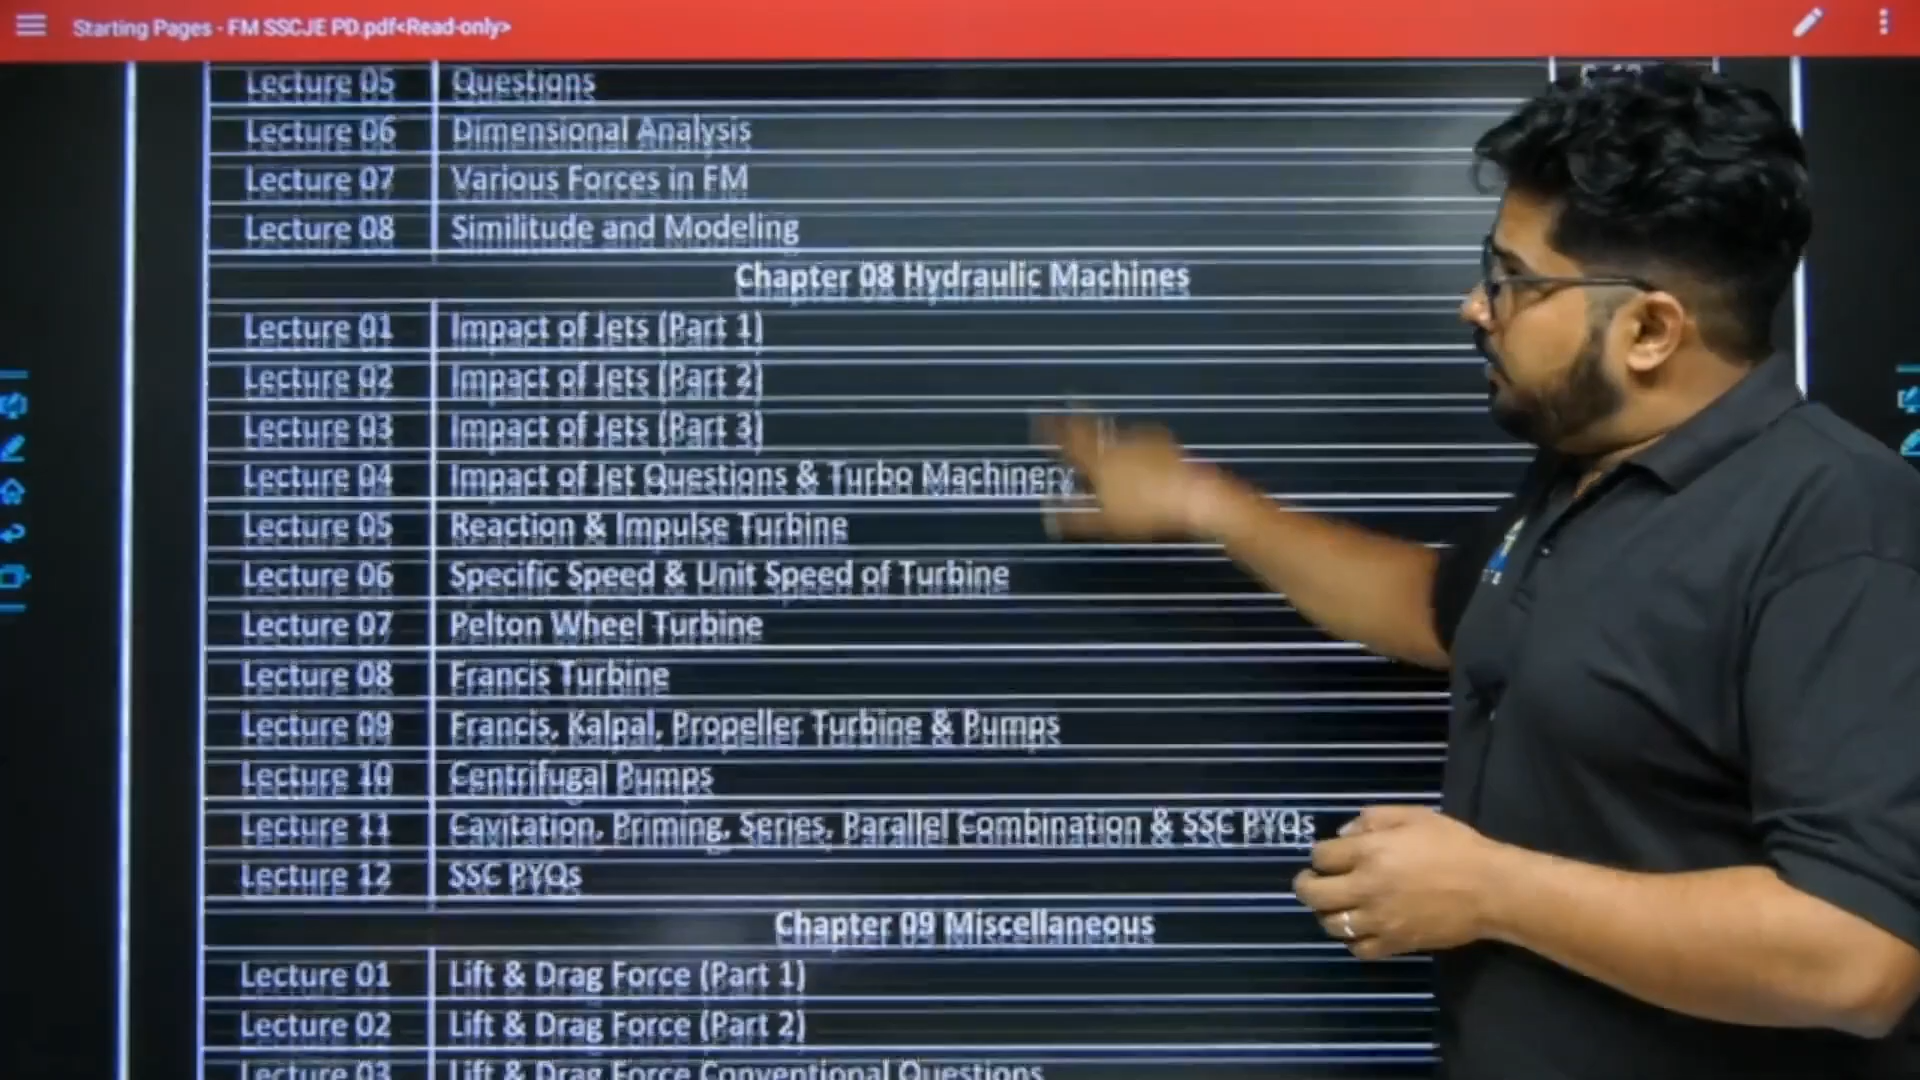 Starting Pages - FM SSCJE PD.pdf<Read-only>
Lecture 05 Questions
Lecture 06 Dimensional Analysis
Lecture 07 Various Forces in FM
Lecture 08 Similitude and Modeling
Chapter 08 Hydraulic Machines
Lecture 01 Impact of Jets (Part 1)
Lecture 02 Impact of Jets (Part 2)
Lecture 03 Impact of Jets (Part 3)
Lecture 04 Impact of Jet Questions & Turbo Machinery
Lecture 05 Reaction & Impulse Turbine
Lecture 06 Specific Speed & Unit Speed of Turbine
Lecture 07 Pelton Wheel Turbine
Lecture 08 Francis Turbine
Lecture 09 Francis, Kalpal, Propeller Turbine & Pumps
Lecture 10 Centrifugal Pumps
Lecture 11 Cavitation, Priming, Series, Parallel Combination & SSC PYQs
Lecture 12 SSC PYQs
Chapter 09 Miscellaneous
Lecture 01 Lift & Drag Force (Part 1)
Lecture 02 Lift & Drag Force (Part 2)
Lecture 03 Lift & Drag Force Conventional Questions